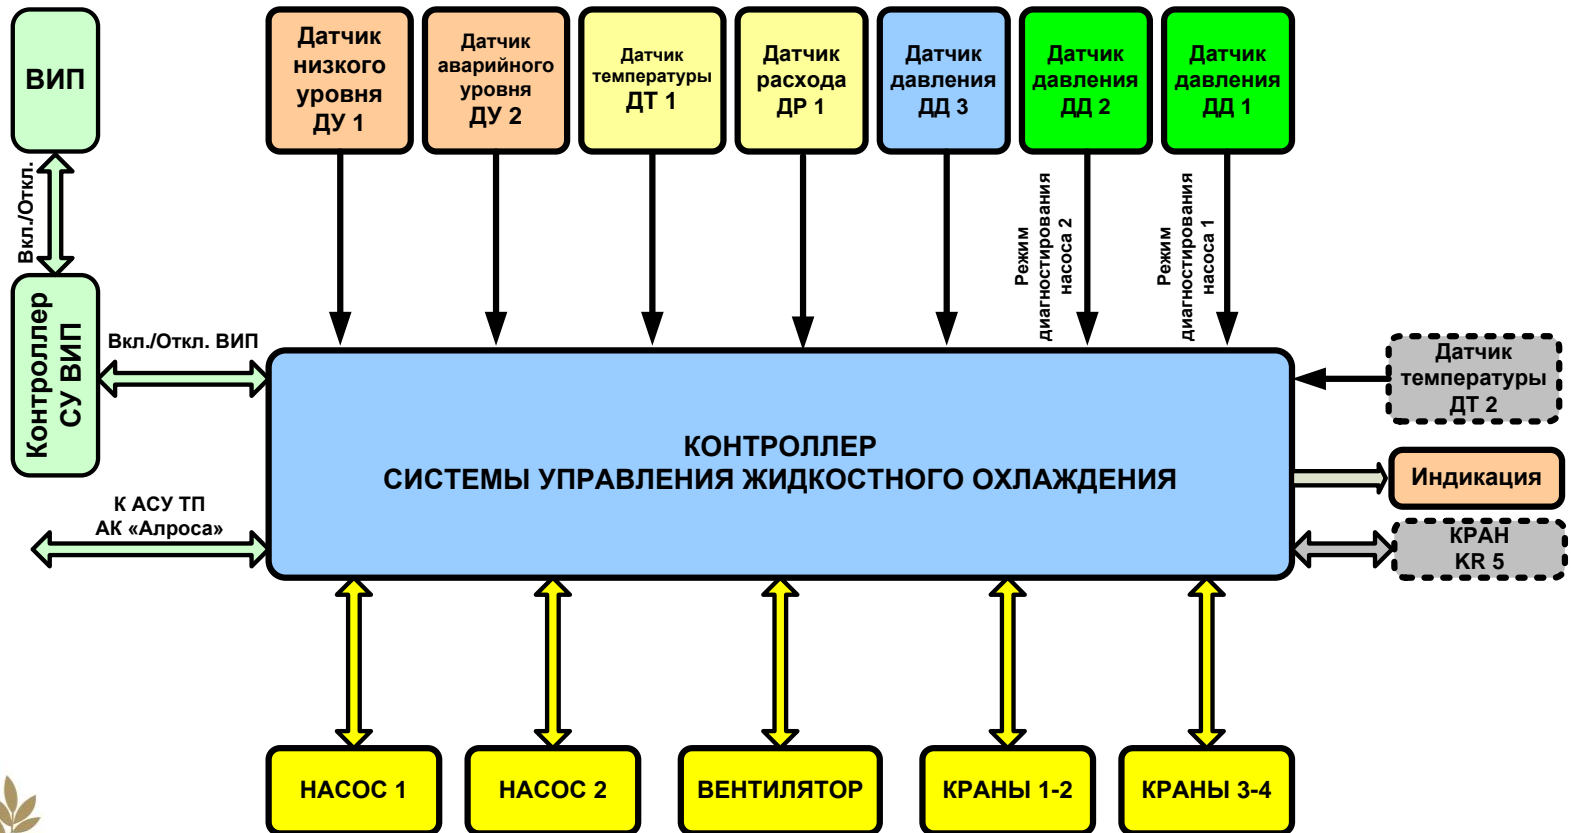 ВИП
Вкл./Откл.
Контроллер
СУ ВИП
Вкл./Откл. ВИП
К АСУ ТП
АК «Алроса»
Датчик
низкого
уровня
ДУ 1
Датчик
аварийного
уровня
ДУ 2
Датчик
температуры
ДТ 1
Датчик
расхода
ДР 1
Датчик
давления
ДД 3
Датчик
давления
ДД 2
Датчик
давления
ДД 1
Режим
диагностирования
насоса 2
Режим
диагностирования
насоса 1
КОНТРОЛЛЕР
СИСТЕМЫ УПРАВЛЕНИЯ ЖИДКОСТНОГО ОХЛАЖДЕНИЯ
Датчик
температуры
ДТ 2
Индикация
КРАН
KR 5
НАСОС 1
НАСОС 2
ВЕНТИЛЯТОР
КРАНЫ 1-2
КРАНЫ 3-4